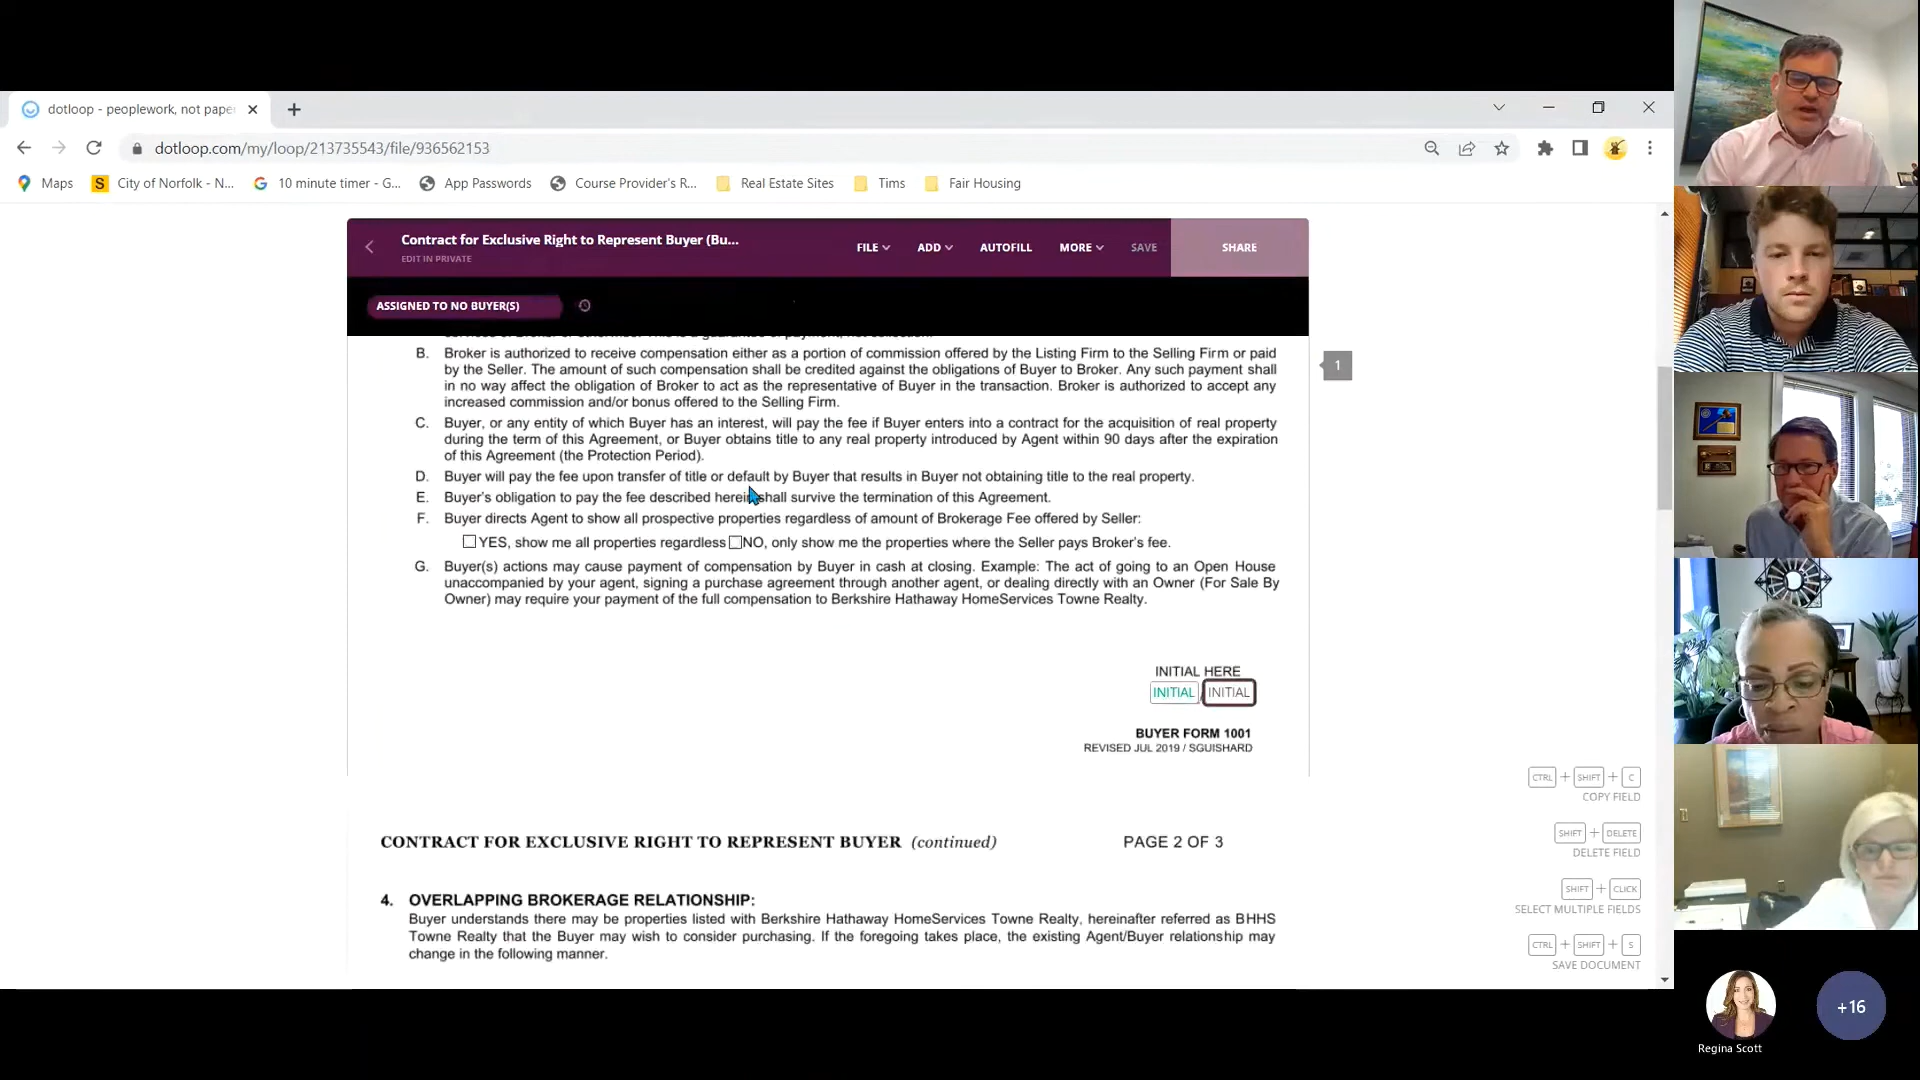 dotloop - peoplework, not pape
dotloop.com/my/loop/213735543/file/936562153
Maps
S
City of Norfolk - N...
10 minute timer - G...
App Passwords
Course Provider's R...
Real Estate Sites
Tims
Fair Housing
Contract for Exclusive Right to Represent Buyer (Bu...
EDIT IN PRIVATE
FILE
ADD
AUTOFILL
MORE
SAVE
SHARE
ASSIGNED TO NO BUYER(S)
B. Broker is authorized to receive compensation either as a portion of commission offered by the Listing Firm to the Selling Firm or paid
by the Seller. The amount of such compensation shall be credited against the obligations of Buyer to Broker. Any such payment shall
in no way affect the obligation of Broker to act as the representative of Buyer in the transaction. Broker is authorized to accept any
increased commission and/or bonus offered to the Selling Firm.
C. Buyer, or any entity of which Buyer has an interest, will pay the fee if Buyer enters into a contract for the acquisition of real property
during the term of this Agreement, or Buyer obtains title to any real property introduced by Agent within 90 days after the expiration
of this Agreement (the Protection Period).
D. Buyer will pay the fee upon transfer of title or default by Buyer that results in Buyer not obtaining title to the real property.
E. Buyer's obligation to pay the fee described herein shall survive the termination of this Agreement.
F. Buyer directs Agent to show all prospective properties regardless of amount of Brokerage Fee offered by Seller:
YES, show me all properties regardless NO, only show me the properties where the Seller pays Broker's fee.
G. Buyer(s) actions may cause payment of compensation by Buyer in cash at closing. Example: The act of going to an Open House
unaccompanied by your agent, signing a purchase agreement through another agent, or dealing directly with an Owner (For Sale By
Owner) may require your payment of the full compensation to Berkshire Hathaway HomeServices Towne Realty.
1
INITIAL HERE
INITIAL / INITIAL
BUYER FORM 1001
REVISED JUL 2019 / SGUISHARD
CONTRACT FOR EXCLUSIVE RIGHT TO REPRESENT BUYER (continued) PAGE 2 OF 3
4. OVERLAPPING BROKERAGE RELATIONSHIP:
Buyer understands there may be properties listed with Berkshire Hathaway HomeServices Towne Realty, hereinafter referred as BHHS
Towne Realty that the Buyer may wish to consider purchasing. If the foregoing takes place, the existing Agent/Buyer relationship may
change in the following manner.
CTRL + SHIFT + C
COPY FIELD
SHIFT + DELETE
DELETE FIELD
SHIFT + CLICK
SELECT MULTIPLE FIELDS
CTRL + SHIFT + S
SAVE DOCUMENT
Regina Scott
+16